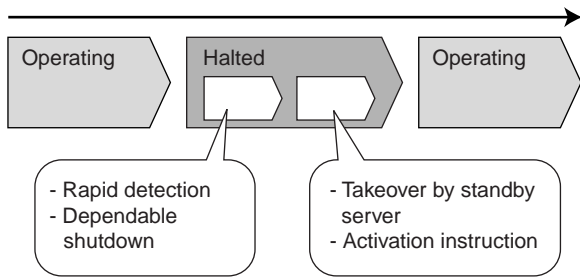 Operating
Halted
Operating
- Rapid detection
- Dependable
shutdown
- Takeover by standby
server
- Activation instruction